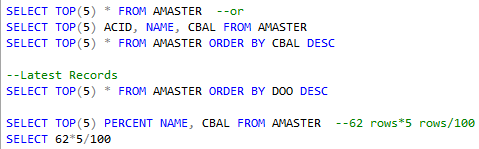 SELECT TOP(5) * FROM AMASTER  --or
SELECT TOP(5) ACID, NAME, CBAL FROM AMASTER
SELECT TOP(5) * FROM AMASTER ORDER BY CBAL DESC
--Latest Records
SELECT TOP(5) * FROM AMASTER ORDER BY DOO DESC
SELECT TOP(5) PERCENT NAME, CBAL FROM AMASTER  --62 rows*5 rows/100
SELECT 62*5/100